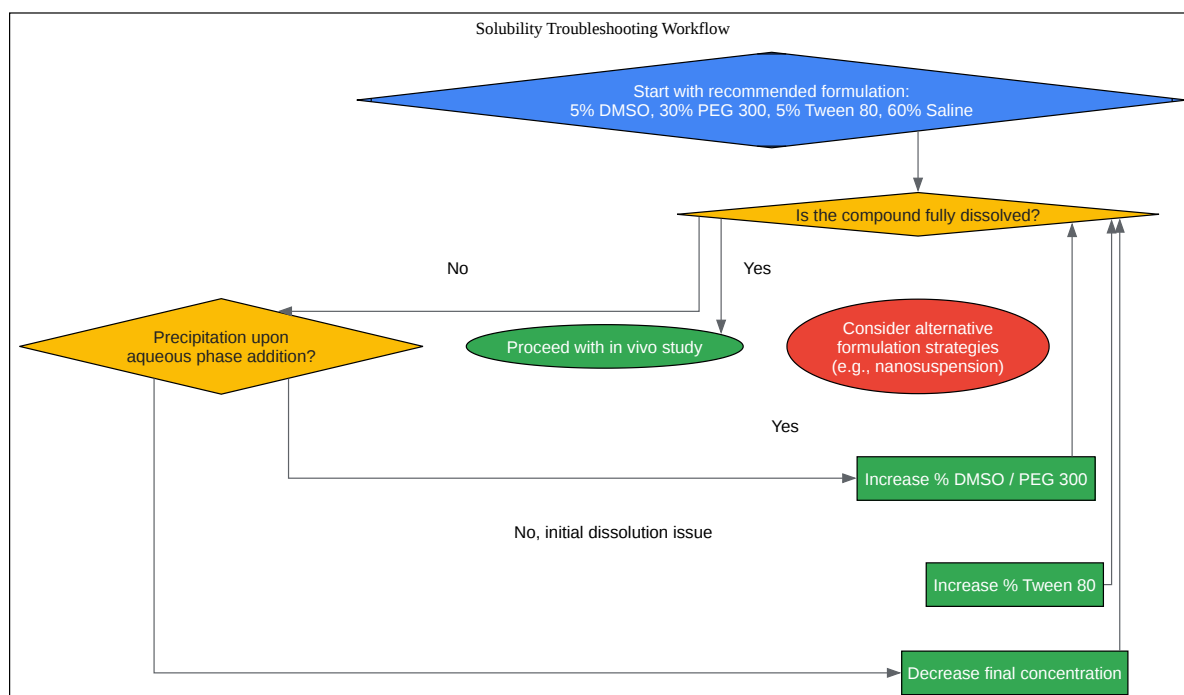 Solubility Troubleshooting Workflow
Start with recommended formulation:
5% DMSO, 30% PEG 300, 5% Tween 80, 60% Saline
Is the compound fully dissolved?
No
Yes
Precipitation upon
aqueous phase addition?
Proceed with in vivo study
Consider alternative
formulation strategies
(e.g., nanosuspension)
Yes
Increase % DMSO / PEG 300
No, initial dissolution issue
Increase % Tween 80
Decrease final concentration